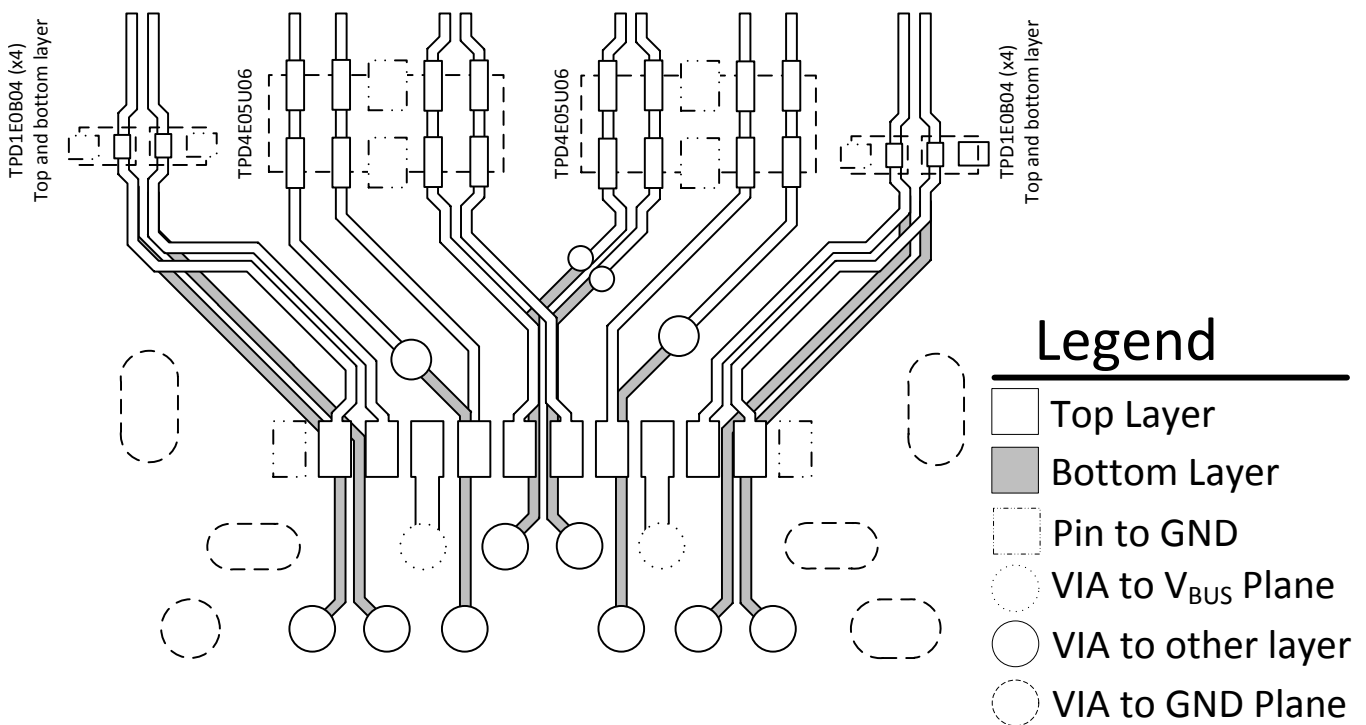 TPD1E0B04 (x4)
Top and bottom layer
TPD4E05U06
TPD4E05U06
TPD1E0B04 (x4)
Top and bottom layer
Legend
Top Layer
Bottom Layer
Pin to GND
VIA to VBUS Plane
VIA to other layer
VIA to GND Plane